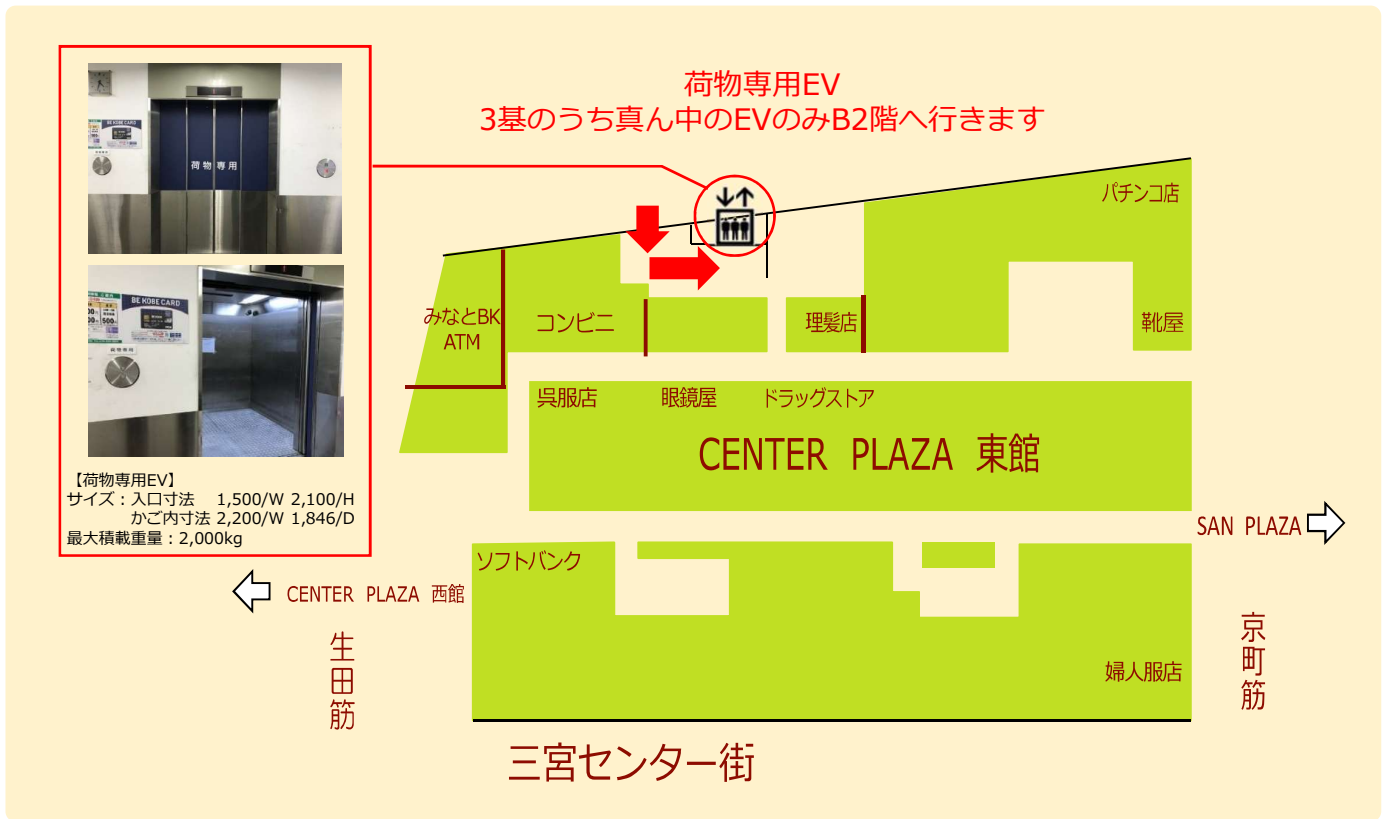 荷物専用EV
3基のうち真ん中のEVのみB2階へ行きます
BE KOBE CARD
荷物専用
BE KOBE CARD
荷物専用
【荷物専用EV】
サイズ：入口寸法　1,500/W 2,100/H
かご内寸法 2,200/W 1,846/D
最大積載重量：2,000kg
パチンコ店
みなとBK
ATM
コンビニ
理髪店
靴屋
呉服店
眼鏡屋
ドラッグストア
CENTER PLAZA 東館
SAN PLAZA
ソフトバンク
CENTER PLAZA 西館
生田筋
京町筋
婦人服店
三宮センター街